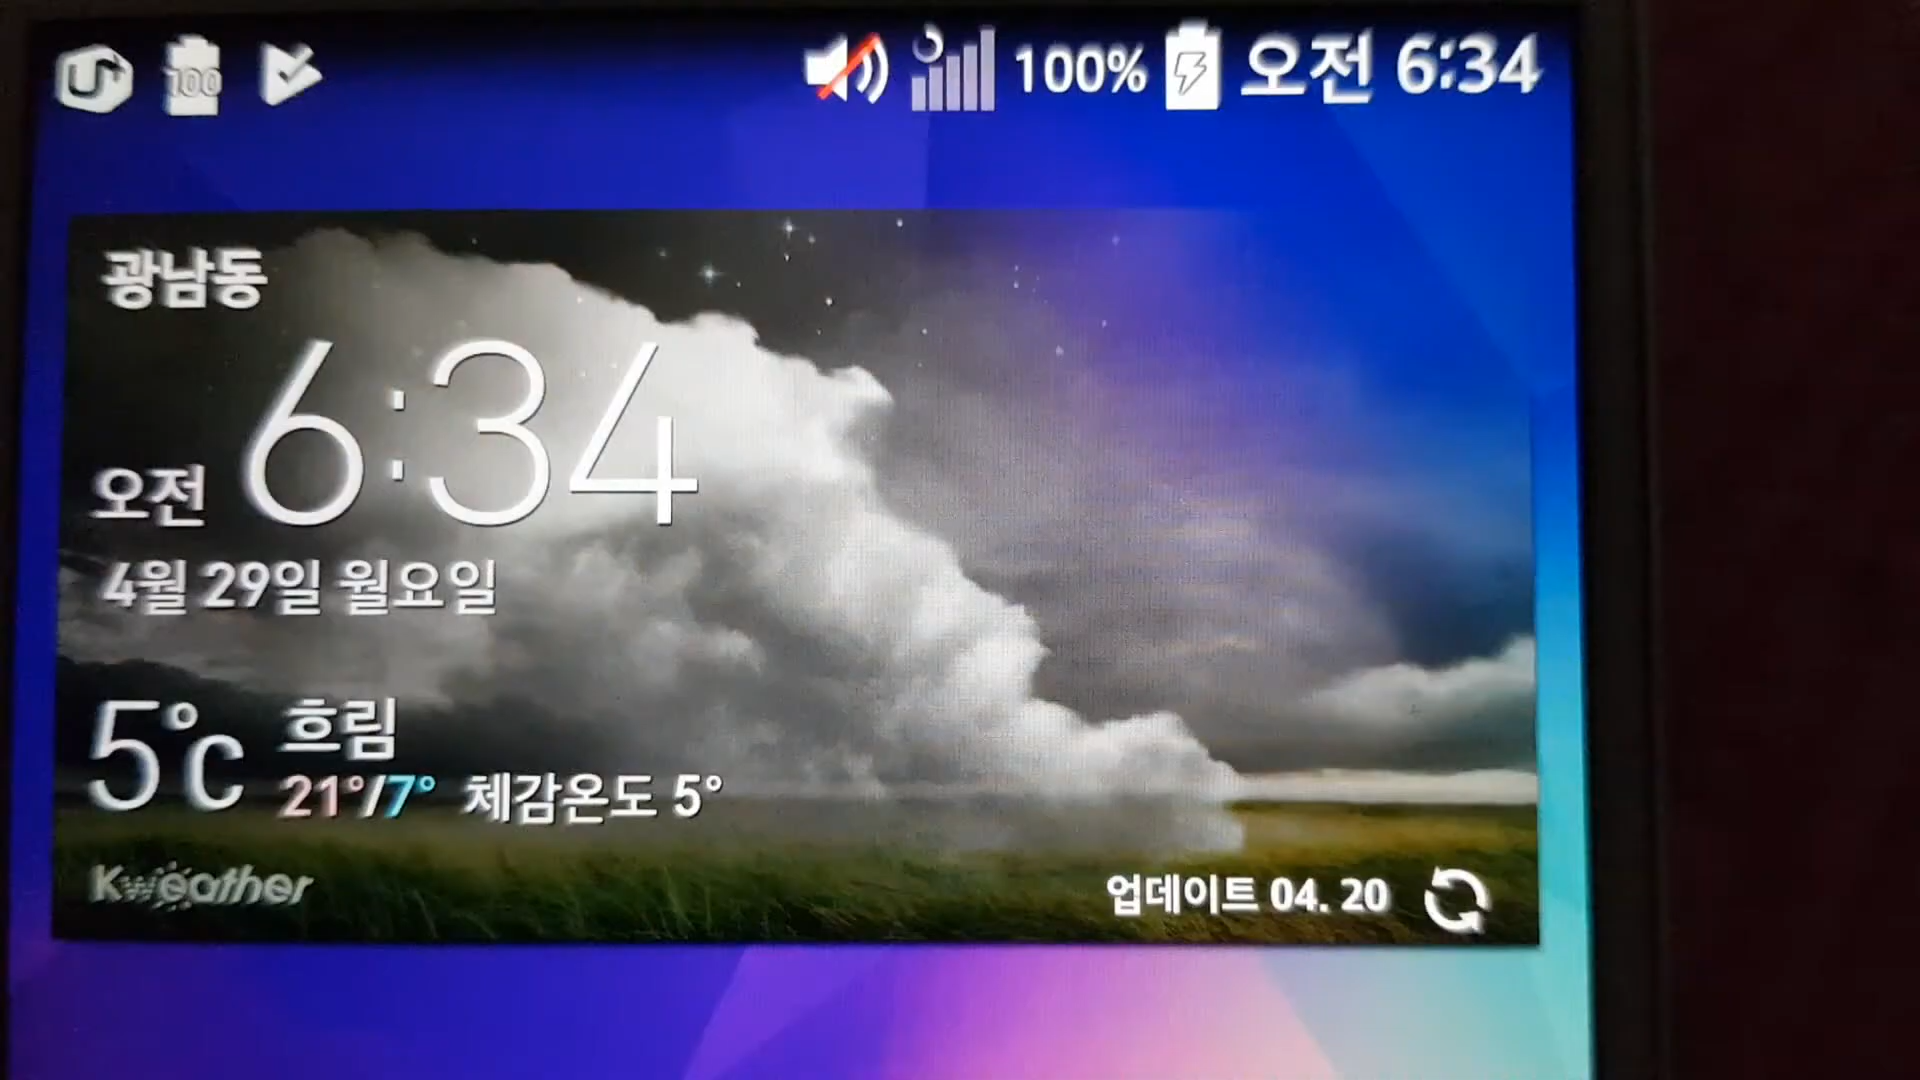 U+ 100 100% 오전 6:34
광남동
오전 6:34
4월 29일 월요일
5°c 흐림
21°/7° 체감온도 5°
Kweather
업데이트 04. 20